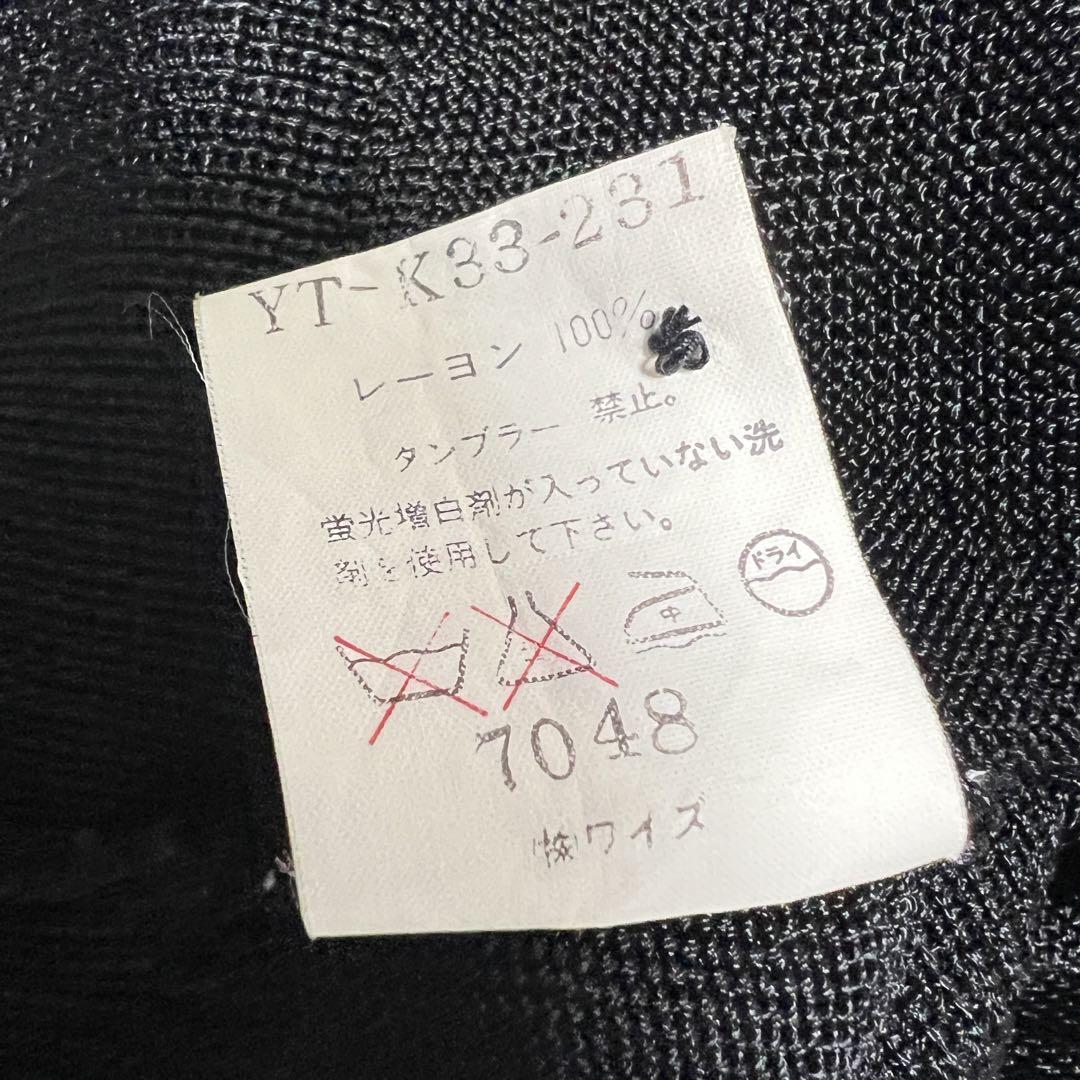 YT-K33-231
レーヨン 100%
タンブラー 禁止。
蛍光増白剤が入っていない洗
剤を使用して下さい。
中
ドライ
7048
㈱ワイズ